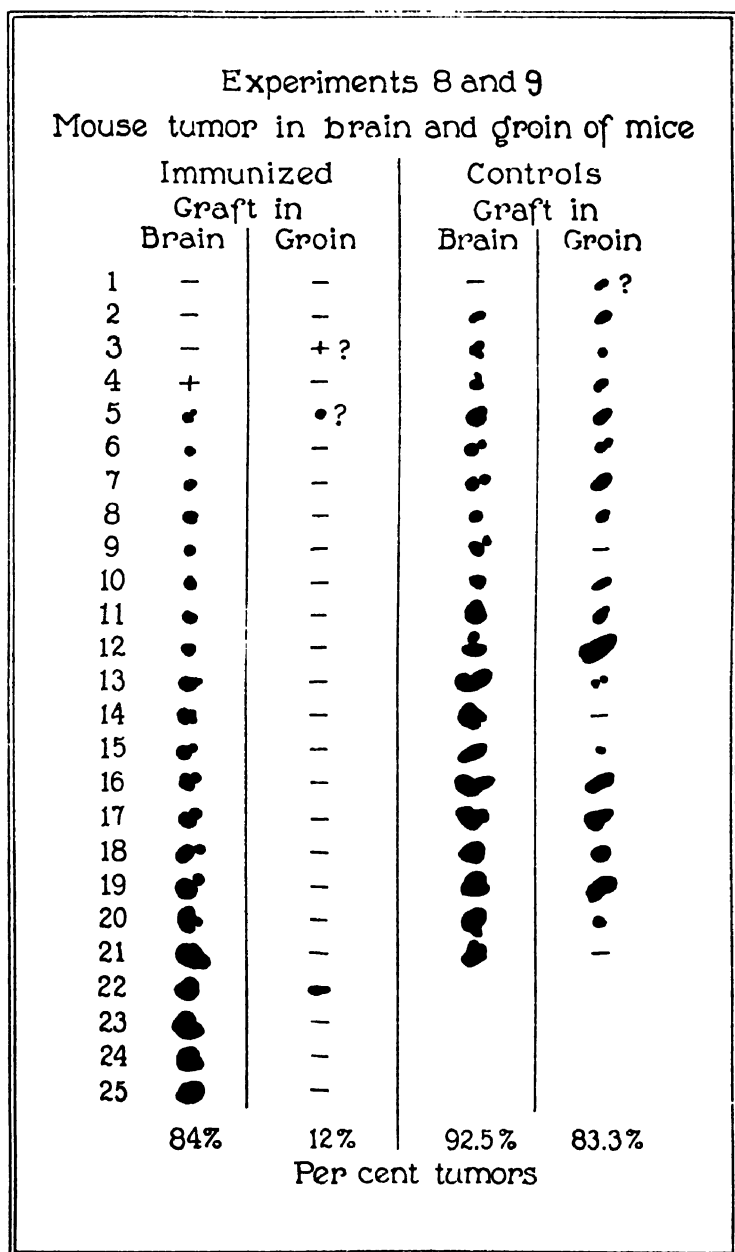 Experiments 8 and 9
Mouse tumor in brain and groin of mice
Immunized Controls
Graft in Graft in
Brain Groin Brain Groin
1 – – – ?
2 – –
3 – + ?
4 + –
5 ?
6 –
7 –
8 –
9 – –
10 –
11 –
12 –
13 –
14 – –
15 –
16 –
17 –
18 –
19 –
20 –
21 – –
22
23 –
24 –
25 –
84% 12% 92.5% 83.3%
Per cent tumors